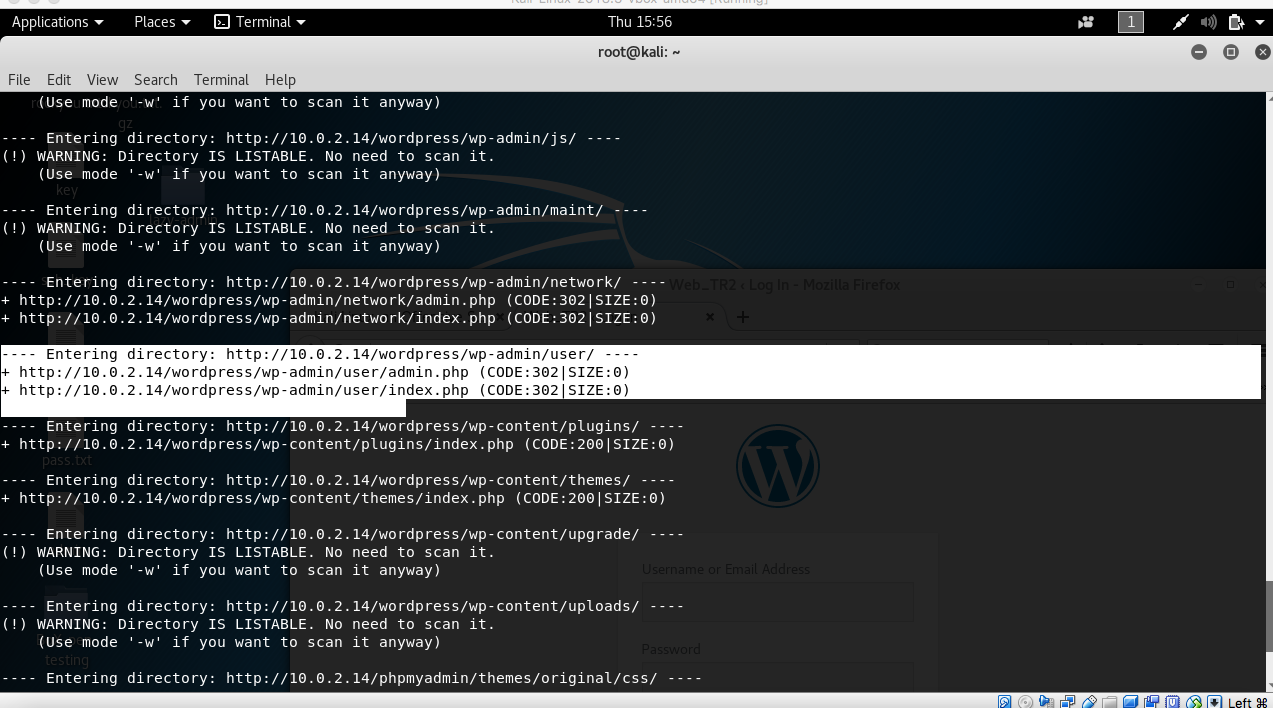 Kali-Linux-2018.3-vbox-amd64 [Running]
Applications Places Terminal Thu 15:56 1
root@kali: ~
File Edit View Search Terminal Help
(Use mode '-w' if you want to scan it anyway)
gz
---- Entering directory: http://10.0.2.14/wordpress/wp-admin/js/ ----
(!) WARNING: Directory IS LISTABLE. No need to scan it.
(Use mode '-w' if you want to scan it anyway)
key
---- Entering directory: http://10.0.2.14/wordpress/wp-admin/maint/ ----
(!) WARNING: Directory IS LISTABLE. No need to scan it.
(Use mode '-w' if you want to scan it anyway)
---- Entering directory: http://10.0.2.14/wordpress/wp-admin/network/ ----
Web_TR2 ‹ Log In - Mozilla Firefox
+ http://10.0.2.14/wordpress/wp-admin/network/admin.php (CODE:302|SIZE:0)
+ http://10.0.2.14/wordpress/wp-admin/network/index.php (CODE:302|SIZE:0)
---- Entering directory: http://10.0.2.14/wordpress/wp-admin/user/ ----
+ http://10.0.2.14/wordpress/wp-admin/user/admin.php (CODE:302|SIZE:0)
+ http://10.0.2.14/wordpress/wp-admin/user/index.php (CODE:302|SIZE:0)
---- Entering directory: http://10.0.2.14/wordpress/wp-content/plugins/ ----
+ http://10.0.2.14/wordpress/wp-content/plugins/index.php (CODE:200|SIZE:0)
pass.txt
---- Entering directory: http://10.0.2.14/wordpress/wp-content/themes/ ----
+ http://10.0.2.14/wordpress/wp-content/themes/index.php (CODE:200|SIZE:0)
---- Entering directory: http://10.0.2.14/wordpress/wp-content/upgrade/ ----
(!) WARNING: Directory IS LISTABLE. No need to scan it.
(Use mode '-w' if you want to scan it anyway)
Username or Email Address
---- Entering directory: http://10.0.2.14/wordpress/wp-content/uploads/ ----
(!) WARNING: Directory IS LISTABLE. No need to scan it.
(Use mode '-w' if you want to scan it anyway)
Password
testing
---- Entering directory: http://10.0.2.14/phpmyadmin/themes/original/css/ ----
Left ⌘